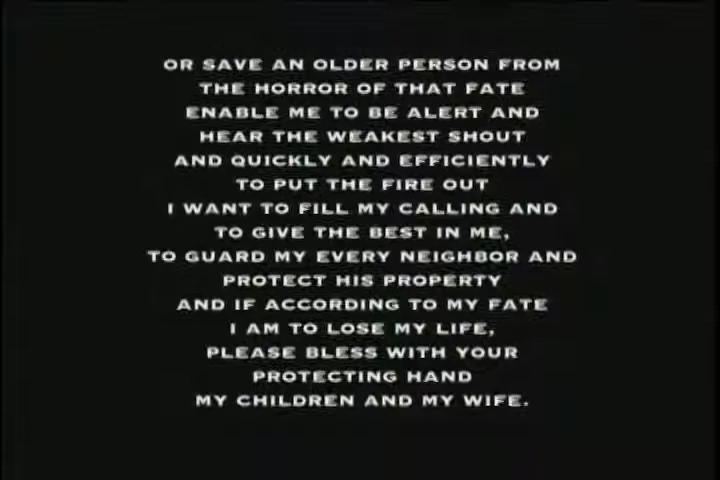 OR SAVE AN OLDER PERSON FROM
THE HORROR OF THAT FATE
ENABLE ME TO BE ALERT AND
HEAR THE WEAKEST SHOUT
AND QUICKLY AND EFFICIENTLY
TO PUT THE FIRE OUT
I WANT TO FILL MY CALLING AND
TO GIVE THE BEST IN ME,
TO GUARD MY EVERY NEIGHBOR AND
PROTECT HIS PROPERTY
AND IF ACCORDING TO MY FATE
I AM TO LOSE MY LIFE,
PLEASE BLESS WITH YOUR
PROTECTING HAND
MY CHILDREN AND MY WIFE.